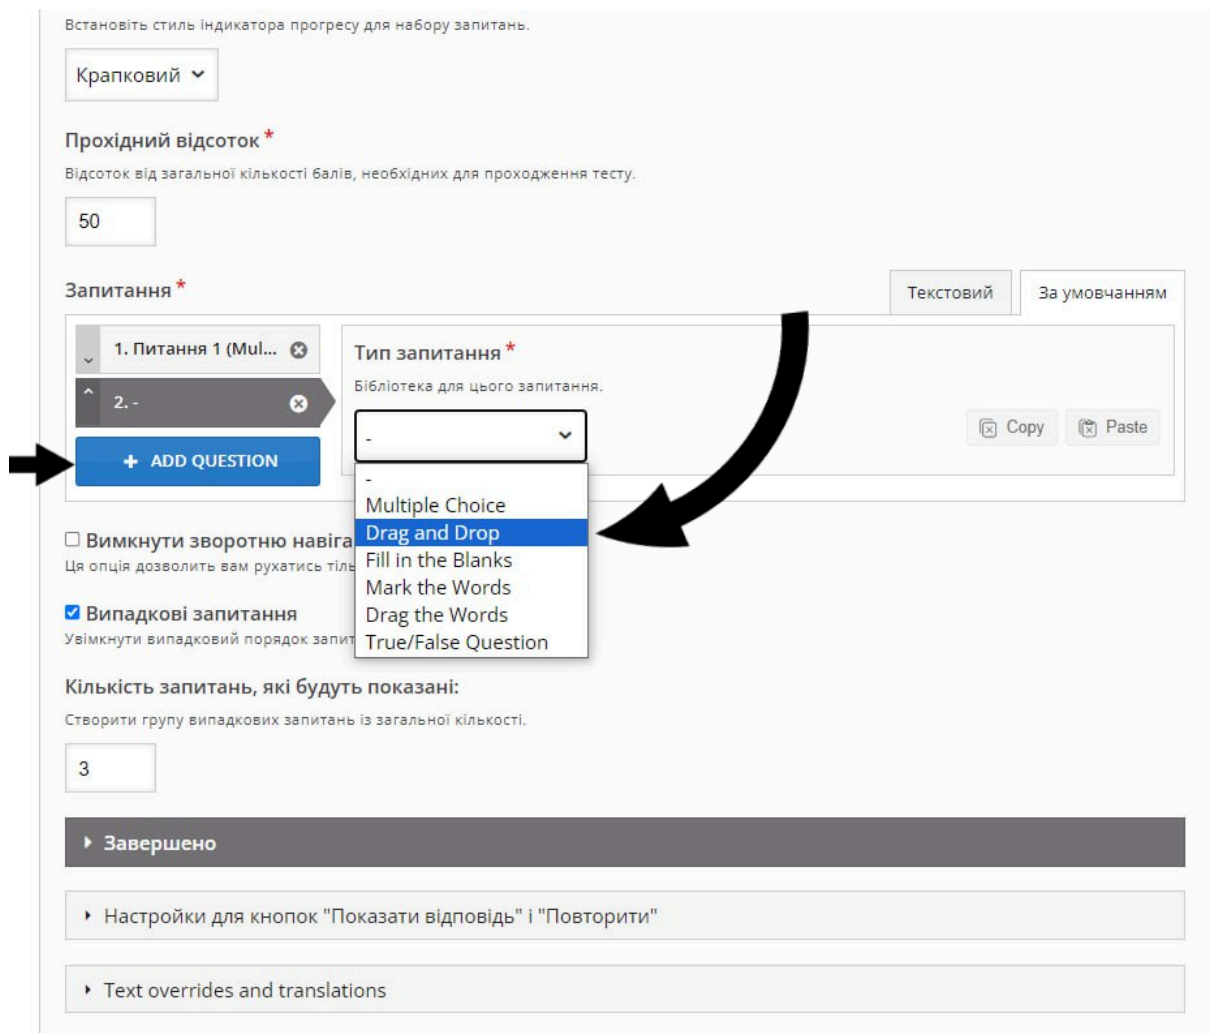 Встановіть стиль індикатора прогресу для набору запитань.
Крапковий
Прохідний відсоток *
Відсоток від загальної кількості балів, необхідних для проходження тесту.
50
Запитання *
Текстовий
За умовчанням
1. Питання 1 (Mul...
2. -
+ ADD QUESTION
Тип запитання *
Бібліотека для цього запитання.
-
Copy
Paste
-
Multiple Choice
Drag and Drop
Fill in the Blanks
Mark the Words
Drag the Words
True/False Question
Вимкнути зворотню навіга
Ця опція дозволить вам рухатись тіль
Випадкові запитання
Увімкнути випадковий порядок запит
Кількість запитань, які будуть показані:
Створити групу випадкових запитань із загальної кількості.
3
Завершено
Настройки для кнопок "Показати відповідь" і "Повторити"
Text overrides and translations